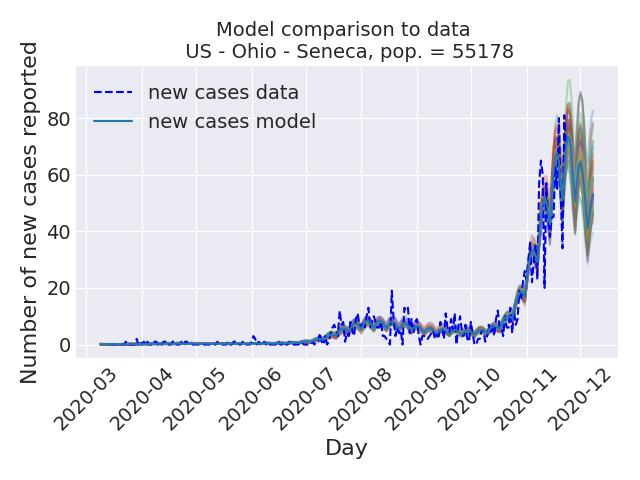 Model comparison to data
US - Ohio - Seneca, pop. = 55178
Number of new cases reported
80
60
40
20
0
new cases data
new cases model
2020-03
2020-04
2020-05
2020-06
2020-07
2020-08
2020-09
2020-10
2020-11
2020-12
Day